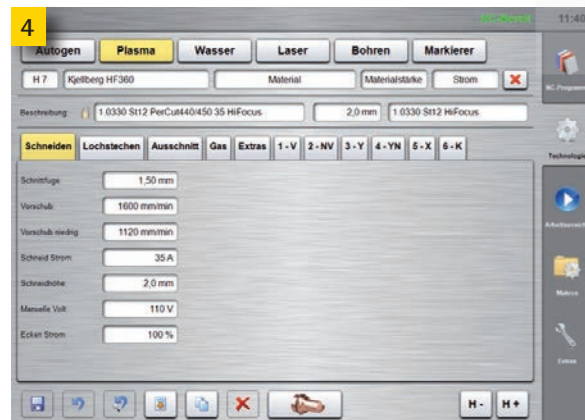 4
11:40
Autogen Plasma Wasser Laser Bohren Markierer
H 7 Kjellberg HF360 Material Materialstärke Strom
NC-Programm
Beschreibung: 1.0330 St12 PerCut440/450 35 HiFocus 2,0 mm 1.0330 St12 HiFocus
Schneiden Lochstechen Ausschnitt Gas Extras 1 - V 2 - NV 3 - Y 4 - YN 5 - X 6 - K
Technologie
Schnittfuge 1,50 mm
Vorschub 1600 mm/min
Vorschub niedrig 1120 mm/min
Arbeitsbereich
Schneid Strom 35 A
Schneidhöhe 2,0 mm
Makros
Manuelle Volt 110 V
Ecken Strom 100 %
Extras
H - H +